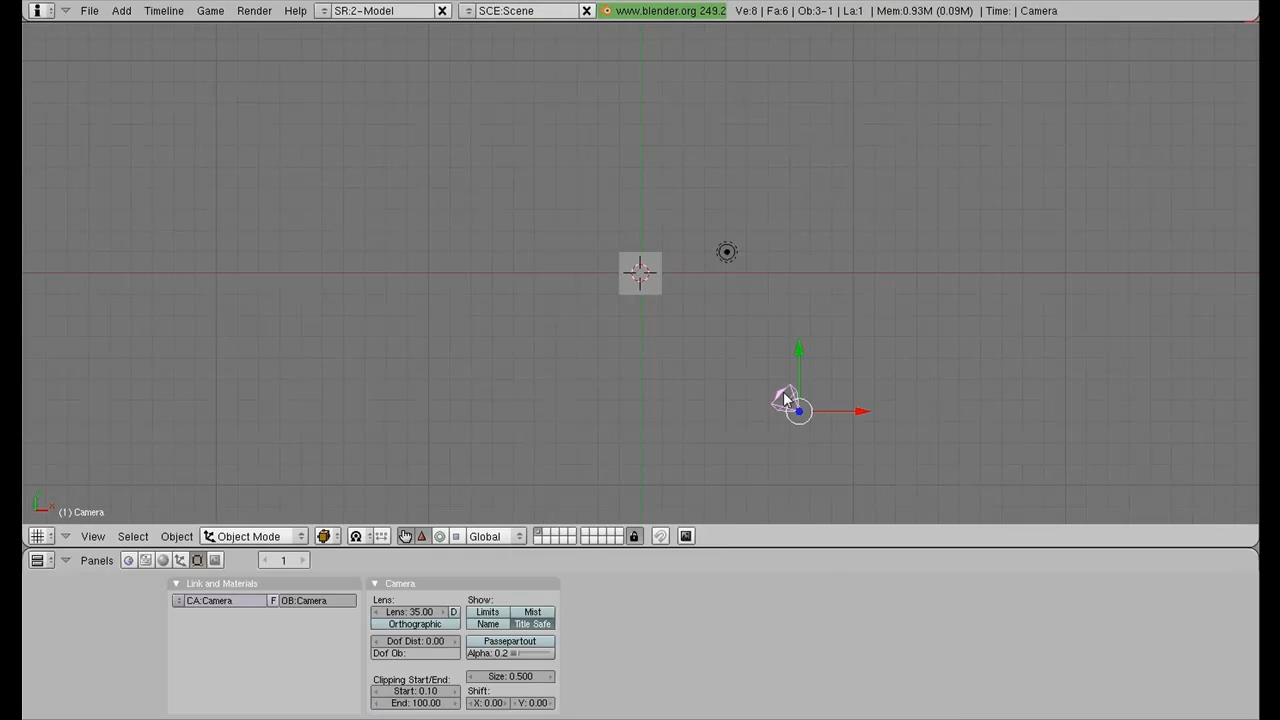 File Add Timeline Game Render Help SR:2-Model SCE:Scene www.blender.org 249.2 Ve:8 | Fa:6 | Ob:3-1 | La:1 | Mem:0.93M (0.09M) | Time: | Camera
(1) Camera
View Select Object Object Mode Global
Panels 1
Link and Materials
CA:Camera F OB:Camera
Camera
Lens: Show:
Lens: 35.00 D Limits Mist
Orthographic Name Title Safe
Dof Dist: 0.00 Passepartout
Dof Ob: Alpha: 0.2
Clipping Start/End: Size: 0.500
Start: 0.10 Shift:
End: 100.00 X: 0.00 Y: 0.00